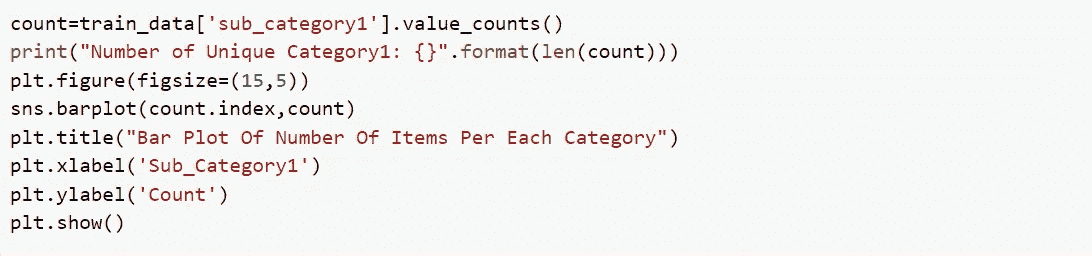 count=train_data['sub_category1'].value_counts()
print("Number of Unique Category1: {}".format(len(count)))
plt.figure(figsize=(15,5))
sns.barplot(count.index,count)
plt.title("Bar Plot Of Number Of Items Per Each Category")
plt.xlabel('Sub_Category1')
plt.ylabel('Count')
plt.show()